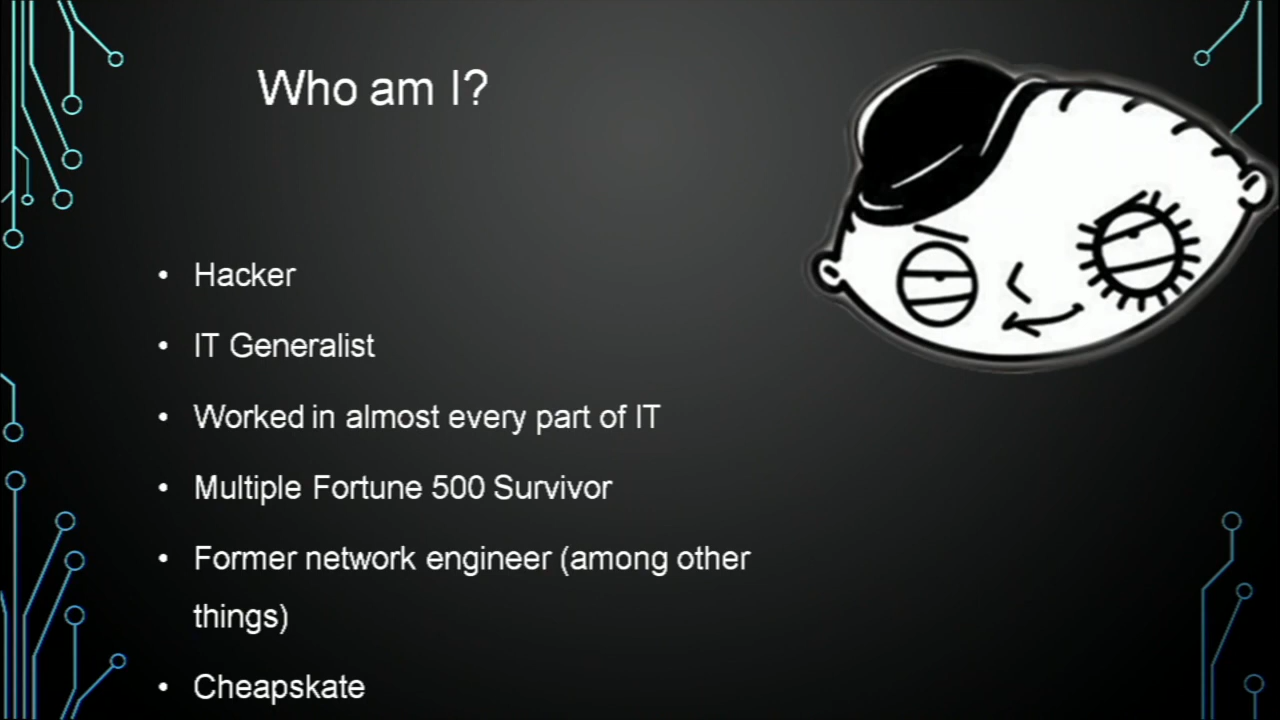 Who am I?
• Hacker
• IT Generalist
• Worked in almost every part of IT
• Multiple Fortune 500 Survivor
• Former network engineer (among other
things)
• Cheapskate